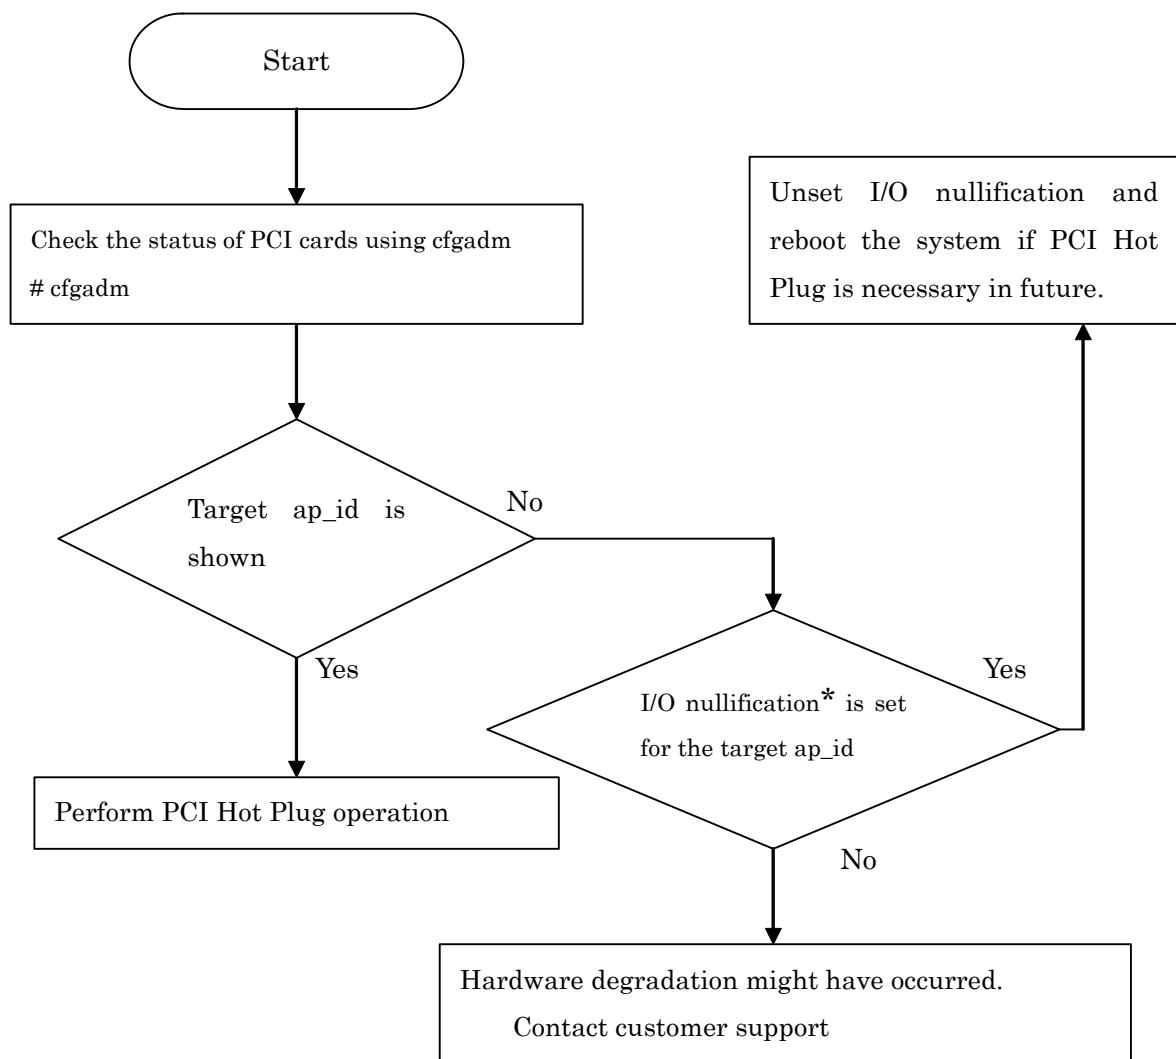 Start
Check the status of PCI cards using cfgadm
# cfgadm
Unset I/O nullification and
reboot the system if PCI Hot
Plug is necessary in future.
Target ap_id is
shown
No
Yes
I/O nullification* is set
for the target ap_id
Yes
No
Perform PCI Hot Plug operation
Hardware degradation might have occurred.
Contact customer support